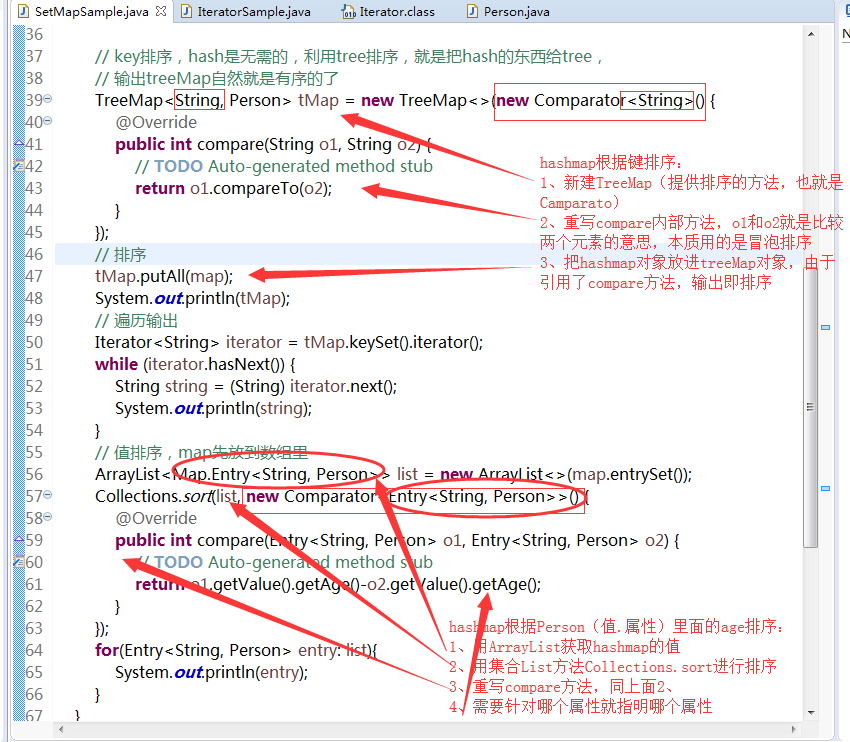 SetMapSample.java IteratorSample.java Iterator.class Person.java
36
37 // key排序，hash是无需的，利用tree排序，就是把hash的东西给tree，
38 // 输出treeMap自然就是有序的了
39 TreeMap<String, Person> tMap = new TreeMap<>(new Comparator<String>() {
40 @Override
41 public int compare(String o1, String o2) {
42 // TODO Auto-generated method stub
43 return o1.compareTo(o2);
44 }
45 });
46 // 排序
47 tMap.putAll(map);
48 System.out.println(tMap);
49 // 遍历输出
50 Iterator<String> iterator = tMap.keySet().iterator();
51 while (iterator.hasNext()) {
52 String string = (String) iterator.next();
53 System.out.println(string);
54 }
55 // 值排序，map先放到数组里
56 ArrayList<Map.Entry<String, Person>> list = new ArrayList<>(map.entrySet());
57 Collections.sort(list, new Comparator<Entry<String, Person>>() {
58 @Override
59 public int compare(Entry<String, Person> o1, Entry<String, Person> o2) {
60 // TODO Auto-generated method stub
61 return o1.getValue().getAge()-o2.getValue().getAge();
62 }
63 });
64 for(Entry<String, Person> entry: list){
65 System.out.println(entry);
66 }
67 }
hashmap根据键排序：
1、新建TreeMap（提供排序的方法，也就是
Camparato）
2、重写compare内部方法，o1和o2就是比较
两个元素的意思，本质用的是冒泡排序
3、把hashmap对象放进treeMap对象，由于
引用了compare方法，输出即排序
hashmap根据Person（值.属性）里面的age排序：
1、用ArrayList获取hashmap的值
2、用集合List方法Collections.sort进行排序
3、重写compare方法，同上面2、
4、需要针对哪个属性就指明哪个属性